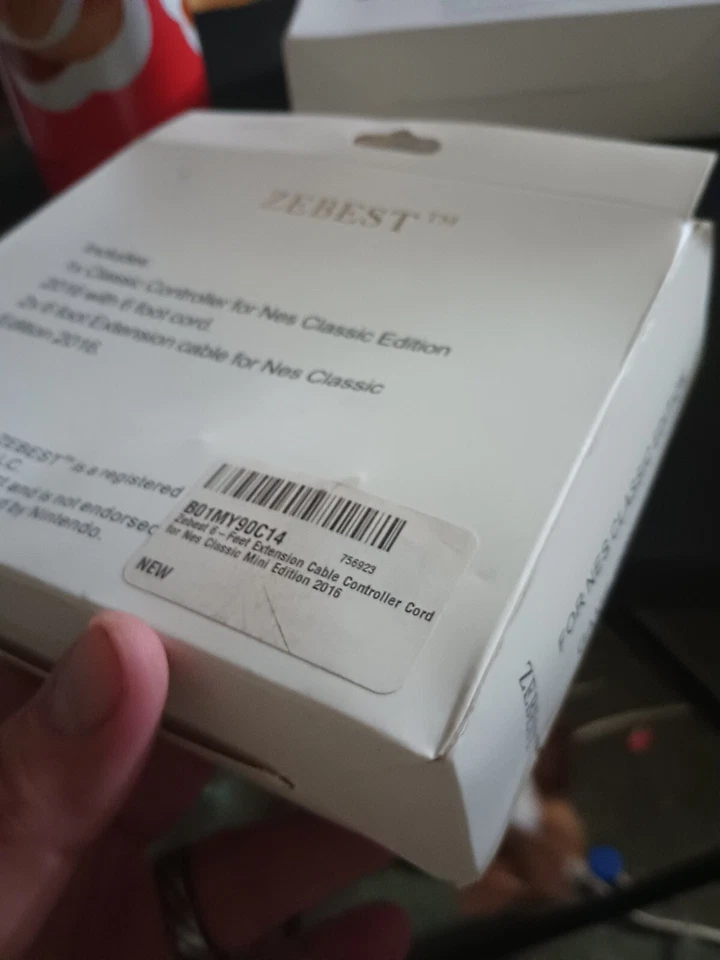 ZEBEST™
Includes:
1x Classic Controller for Nes Classic Edition
2016 with 6 foot cord.
2x 6 foot Extension cable for Nes Classic
Edition 2016.
ZEBEST™ is a registered
and is not endorsed
by Nintendo.
B01MY90C14
756923
Zebest 6-Feet Extension Cable Controller Cord
for Nes Classic Mini Edition 2016
NEW
FOR NES CLASSIC
ZEBEST